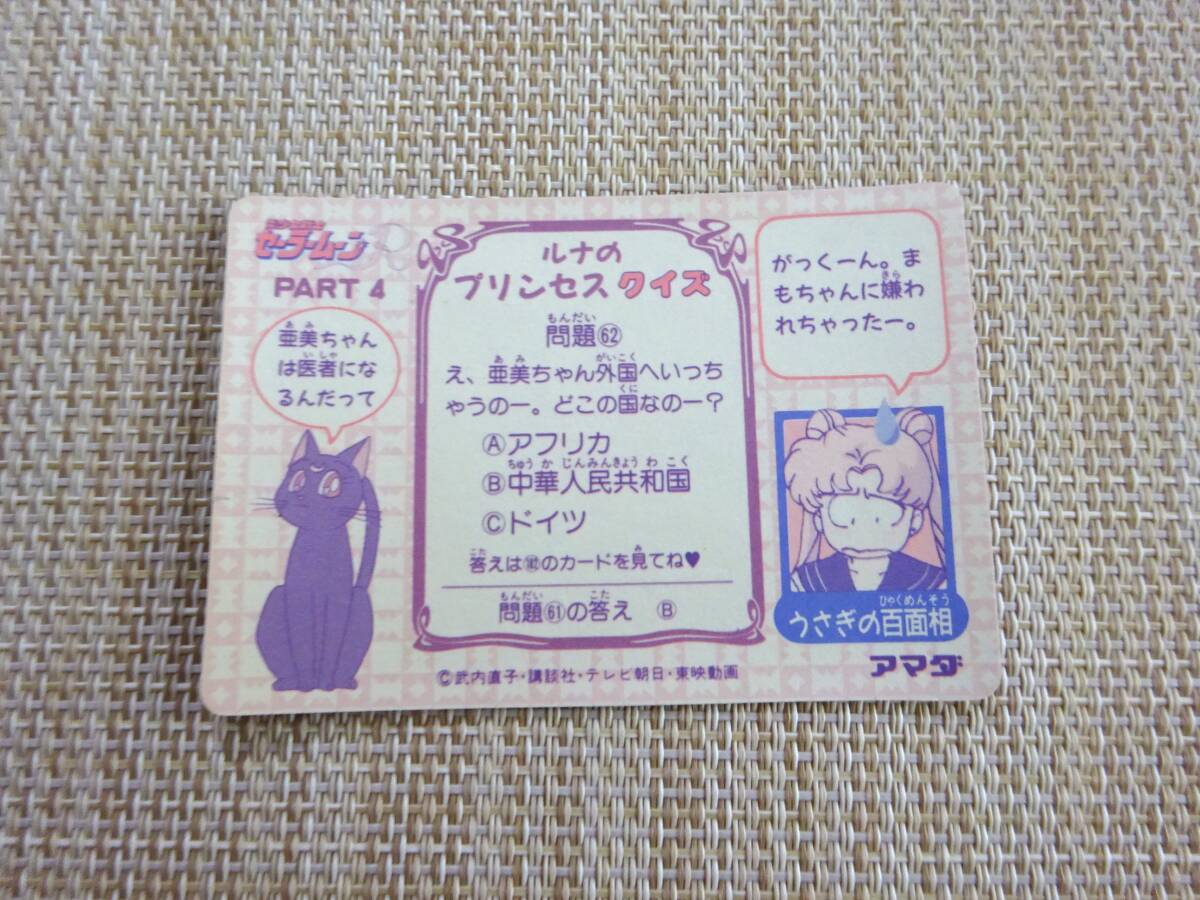 美少女戦士
セーラームーン
PART 4
亜美ちゃん
は医者にな
るんだって
ルナの
プリンセス クイズ
問題62
え、亜美ちゃん外国へいっち
ゃうのー。どこの国なのー?
Ⓐアフリカ
Ⓑ中華人民共和国
Ⓒドイツ
答えはのカードを見てね♥
問題61の答え Ⓑ
がっくーん。ま
もちゃんに嫌わ
れちゃったー。
うさぎの百面相
アマダ
©武内直子・講談社・テレビ朝日・東映動画